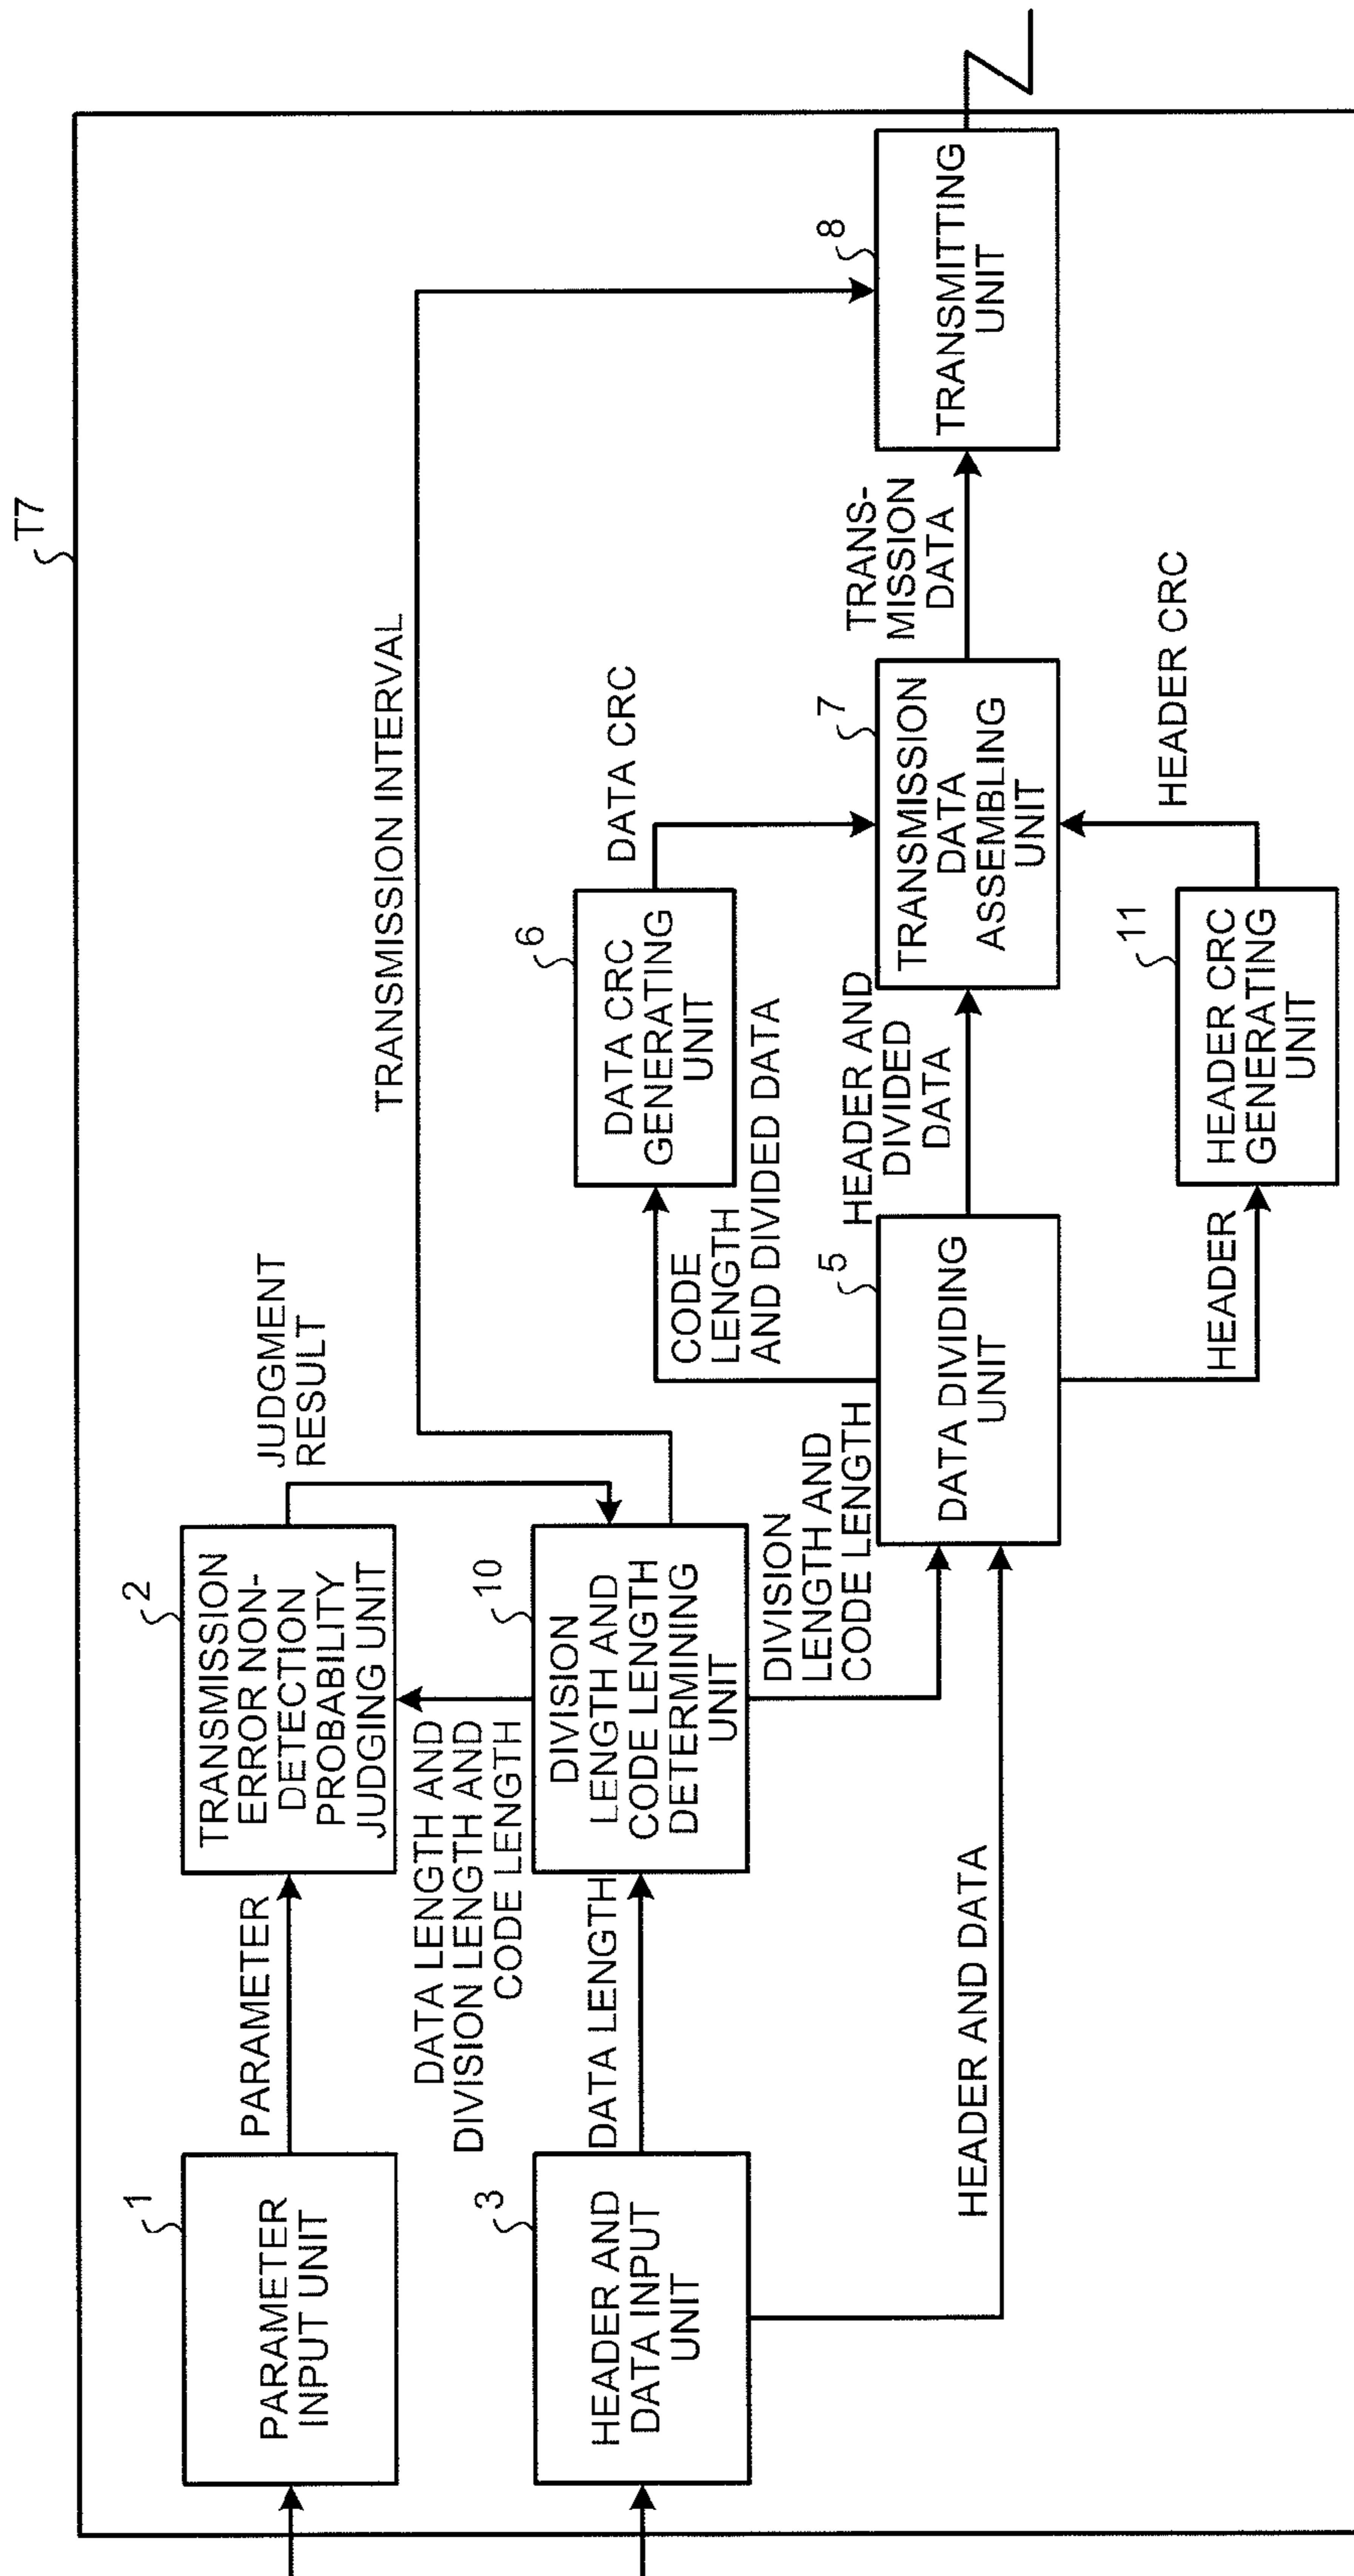 T7
1
PARAMETER
INPUT UNIT
PARAMETER
2
TRANSMISSION
ERROR NON-
DETECTION
PROBABILITY
JUDGING UNIT
JUDGMENT
RESULT
DATA LENGTH AND
DIVISION LENGTH AND
CODE LENGTH
TRANSMISSION INTERVAL
3
HEADER AND
DATA INPUT
UNIT
DATA LENGTH
10
DIVISION
LENGTH AND
CODE LENGTH
DETERMINING
UNIT
DIVISION
LENGTH AND
CODE LENGTH
HEADER AND DATA
5
DATA DIVIDING
UNIT
CODE
LENGTH
AND DIVIDED DATA
6
DATA CRC
GENERATING
UNIT
DATA CRC
HEADER AND
DIVIDED
DATA
HEADER
11
HEADER CRC
GENERATING
UNIT
HEADER CRC
7
TRANSMISSION
DATA
ASSEMBLING
UNIT
TRANS-
MISSION
DATA
8
TRANSMITTING
UNIT